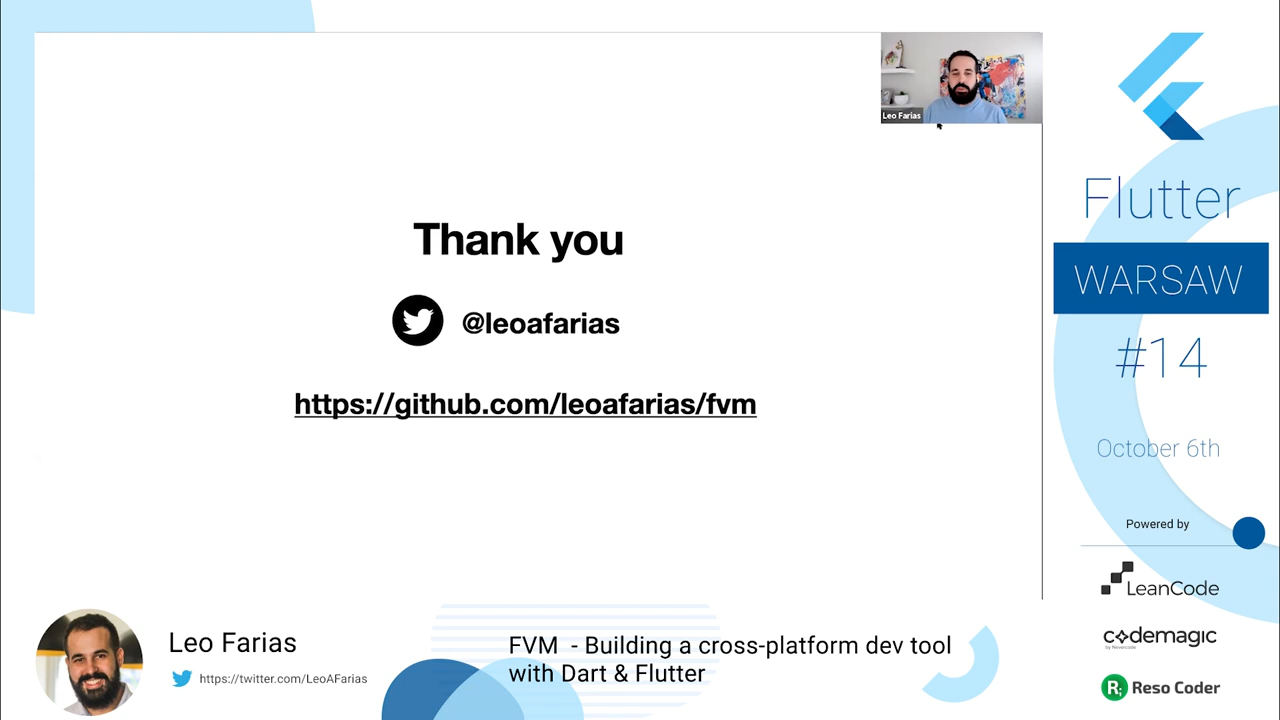 Leo Farias
Thank you
@leoafarias
https://github.com/leoafarias/fvm
Flutter
WARSAW
#14
October 6th
Powered by
LeanCode
codemagic
by Nevercode
R; Reso Coder
Leo Farias
https://twitter.com/LeoAFarias
FVM - Building a cross-platform dev tool
with Dart & Flutter